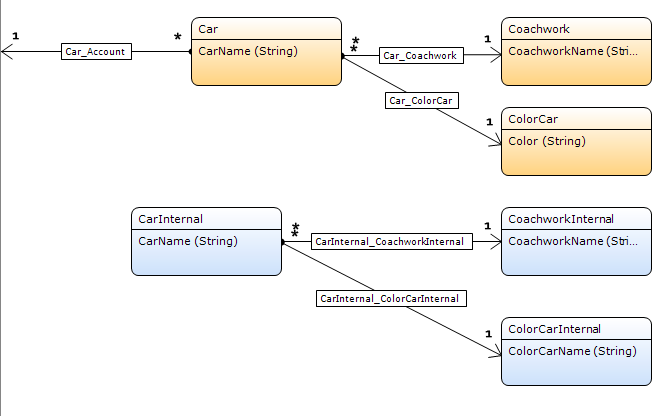 Car
CarName (String)
Coachwork
CoachworkName (Stri...
1
*
Car_Account
*
*
Car_Coachwork
1
Car_ColorCar
1
ColorCar
Color (String)
CarInternal
CarName (String)
CoachworkInternal
CoachworkName (Stri...
*
*
CarInternal_CoachworkInternal
1
CarInternal_ColorCarInternal
1
ColorCarInternal
ColorCarName (String)